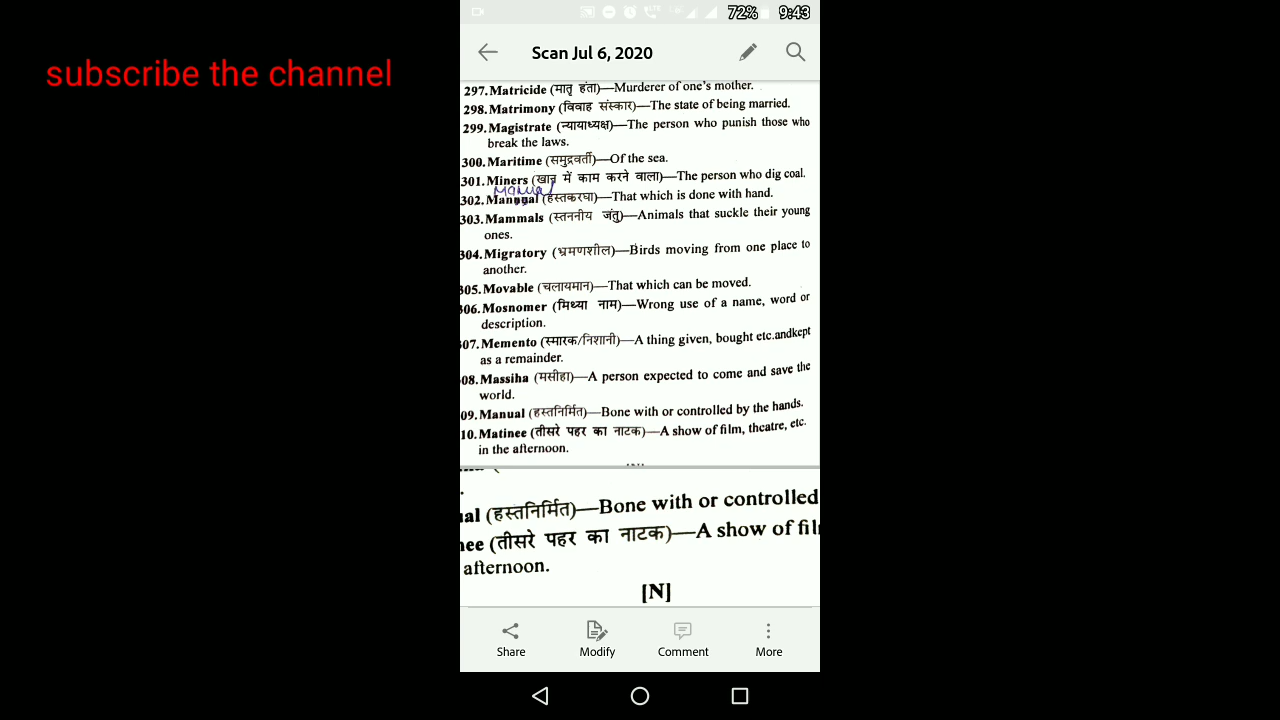 subscribe the channel
72% 9:43
Scan Jul 6, 2020
297. Matricide (मातृ हंता)—Murderer of one's mother.
298. Matrimony (विवाह संस्कार)—The state of being married.
299. Magistrate (न्यायाध्यक्ष)—The person who punish those who
break the laws.
300. Maritime (समुद्रवर्ती)—Of the sea.
301. Miners (खान में काम करने वाला)—The person who dig coal.
Manual
302. (हस्तकरघा)—That which is done with hand.
303. Mammals (स्तननीय जंतु)—Animals that suckle their young
ones.
304. Migratory (भ्रमणशील)—Birds moving from one place to
another.
305. Movable (चलायमान)—That which can be moved.
306. Mosnomer (मिथ्या नाम)—Wrong use of a name, word or
description.
07. Memento (स्मारक/निशानी)—A thing given, bought etc.andkept
as a remainder.
08. Massiha (मसीहा)—A person expected to come and save the
world.
09. Manual (हस्तनिर्मित)—Bone with or controlled by the hands.
10. Matinee (तीसरे पहर का नाटक)—A show of film, theatre, etc.
in the afternoon.
ual (हस्तनिर्मित)—Bone with or controlled
nee (तीसरे पहर का नाटक)—A show of fil
afternoon.
[N]
Share Modify Comment More